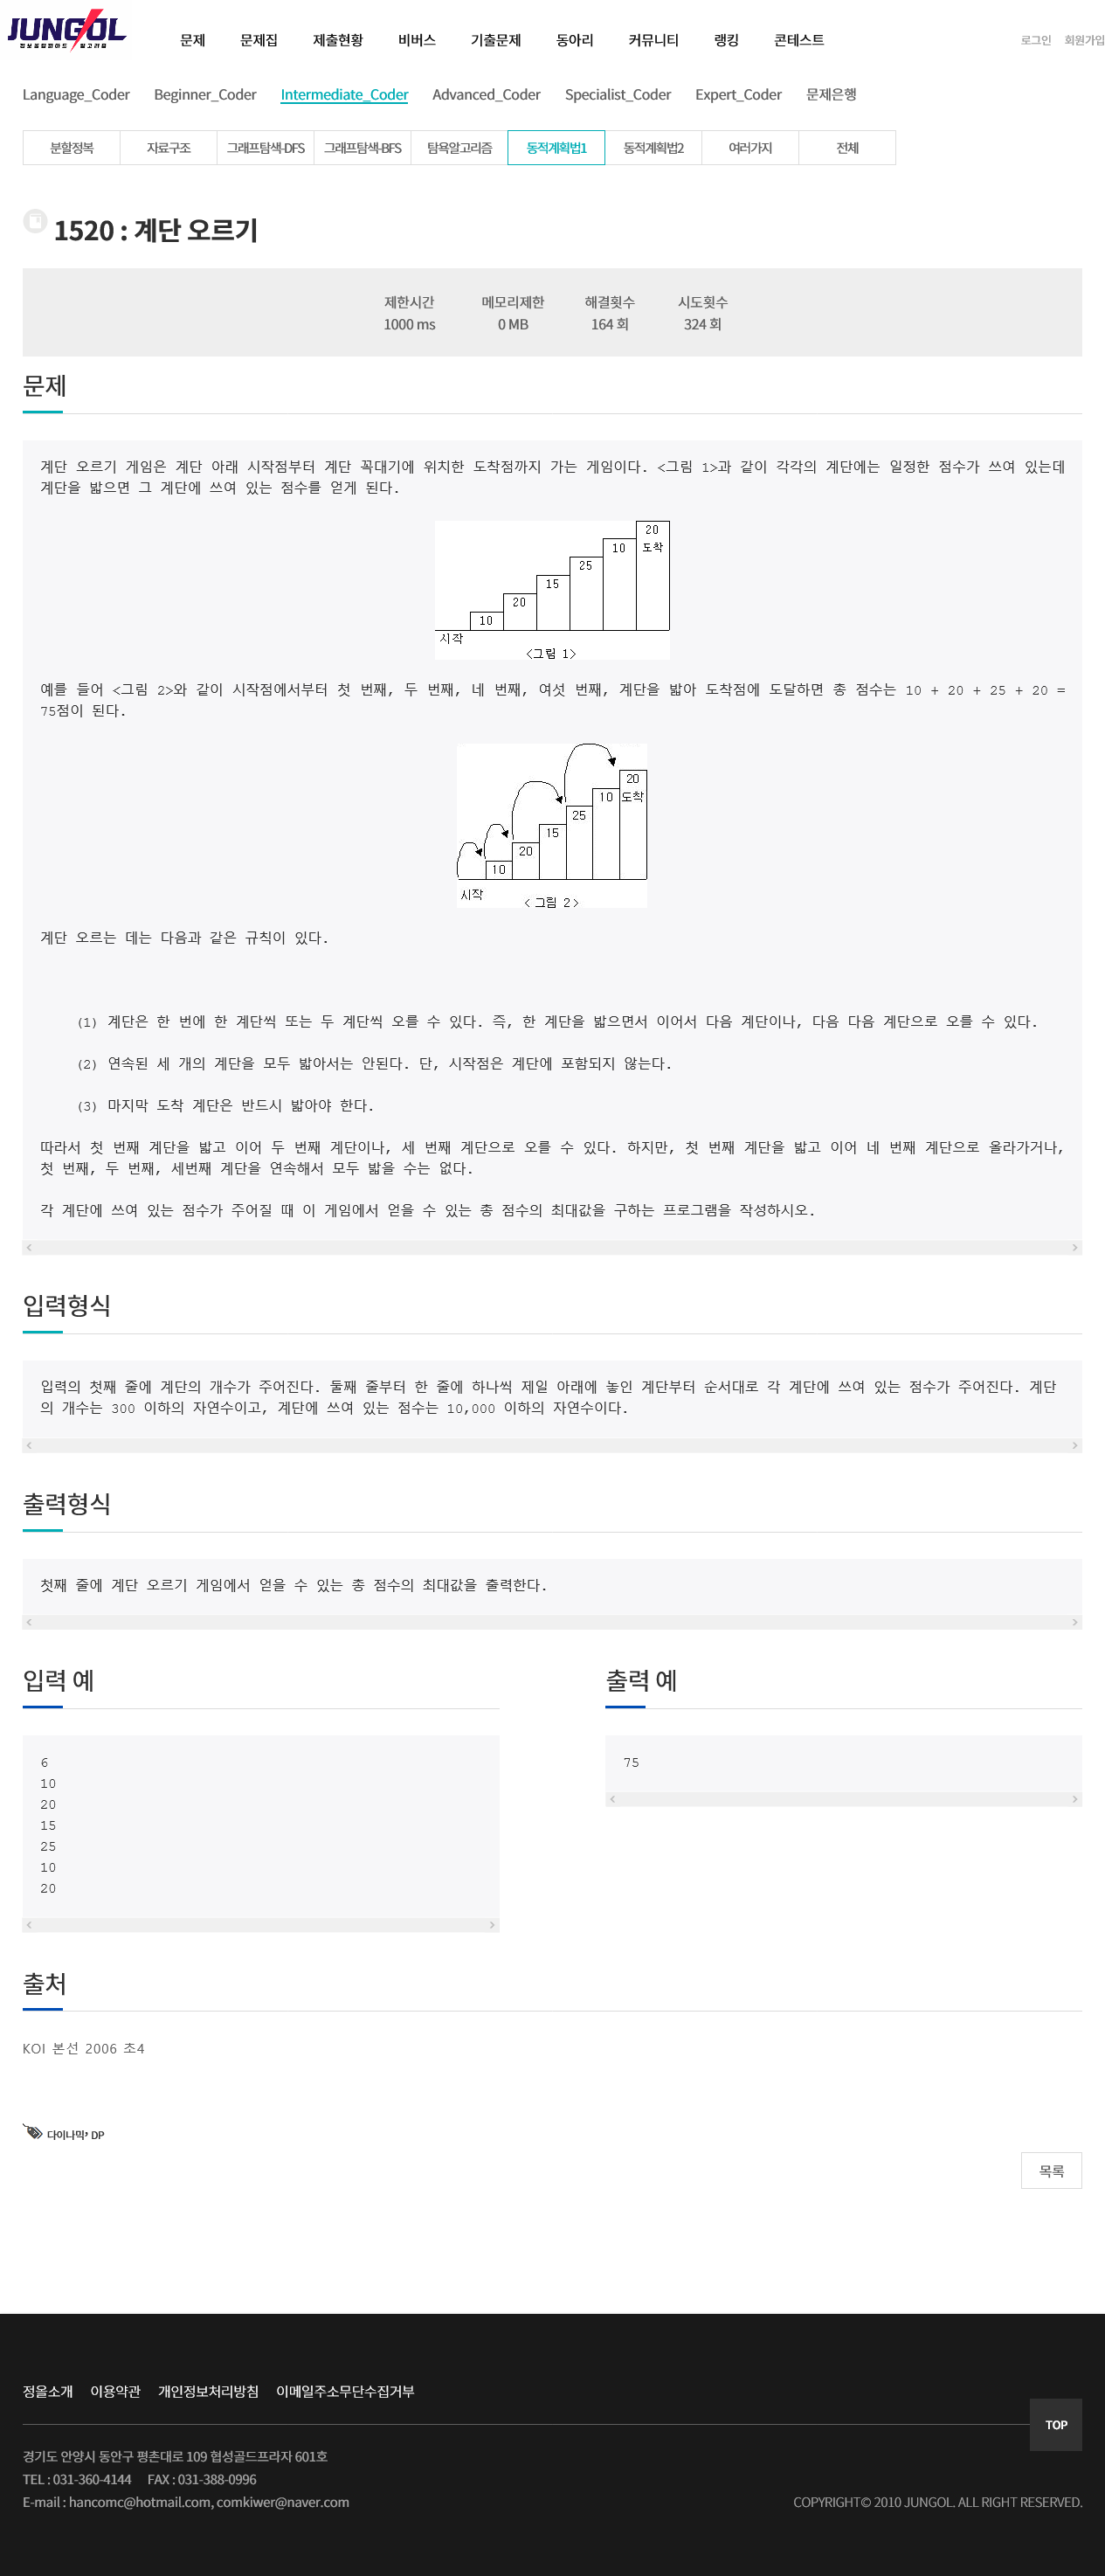 JUNGOL
정보종합가이드 정고리듬
문제 문제집 제출현황 비버스 기출문제 동아리 커뮤니티 랭킹 콘테스트 로그인 회원가입
Language_Coder Beginner_Coder Intermediate_Coder Advanced_Coder Specialist_Coder Expert_Coder 문제은행
분할정복 자료구조 그래프탐색-DFS 그래프탐색-BFS 탐욕알고리즘 동적계획법1 동적계획법2 여러가지 전체
1520 : 계단 오르기
제한시간 메모리제한 해결횟수 시도횟수
1000 ms 0 MB 164 회 324 회
문제
계단 오르기 게임은 계단 아래 시작점부터 계단 꼭대기에 위치한 도착점까지 가는 게임이다. <그림 1>과 같이 각각의 계단에는 일정한 점수가 쓰여 있는데
계단을 밟으면 그 계단에 쓰여 있는 점수를 얻게 된다.
20
10 도착
25
15
20
10
시작
<그림 1>
예를 들어 <그림 2>와 같이 시작점에서부터 첫 번째, 두 번째, 네 번째, 여섯 번째, 계단을 밟아 도착점에 도달하면 총 점수는 10 + 20 + 25 + 20 =
75점이 된다.
20
10 도착
25
15
20
10
시작
< 그림 2 >
계단 오르는 데는 다음과 같은 규칙이 있다.
(1) 계단은 한 번에 한 계단씩 또는 두 계단씩 오를 수 있다. 즉, 한 계단을 밟으면서 이어서 다음 계단이나, 다음 다음 계단으로 오를 수 있다.
(2) 연속된 세 개의 계단을 모두 밟아서는 안된다. 단, 시작점은 계단에 포함되지 않는다.
(3) 마지막 도착 계단은 반드시 밟아야 한다.
따라서 첫 번째 계단을 밟고 이어 두 번째 계단이나, 세 번째 계단으로 오를 수 있다. 하지만, 첫 번째 계단을 밟고 이어 네 번째 계단으로 올라가거나,
첫 번째, 두 번째, 세번째 계단을 연속해서 모두 밟을 수는 없다.
각 계단에 쓰여 있는 점수가 주어질 때 이 게임에서 얻을 수 있는 총 점수의 최대값을 구하는 프로그램을 작성하시오.
입력형식
입력의 첫째 줄에 계단의 개수가 주어진다. 둘째 줄부터 한 줄에 하나씩 제일 아래에 놓인 계단부터 순서대로 각 계단에 쓰여 있는 점수가 주어진다. 계단
의 개수는 300 이하의 자연수이고, 계단에 쓰여 있는 점수는 10,000 이하의 자연수이다.
출력형식
첫째 줄에 계단 오르기 게임에서 얻을 수 있는 총 점수의 최대값을 출력한다.
입력 예
6
10
20
15
25
10
20
출력 예
75
출처
KOI 본선 2006 초4
다이나믹, DP
목록
정올소개 이용약관 개인정보처리방침 이메일주소무단수집거부
TOP
경기도 안양시 동안구 평촌대로 109 협성골드프라자 601호
TEL : 031-360-4144 FAX : 031-388-0996
E-mail : hancomc@hotmail.com, comkiwer@naver.com
COPYRIGHT© 2010 JUNGOL. ALL RIGHT RESERVED.